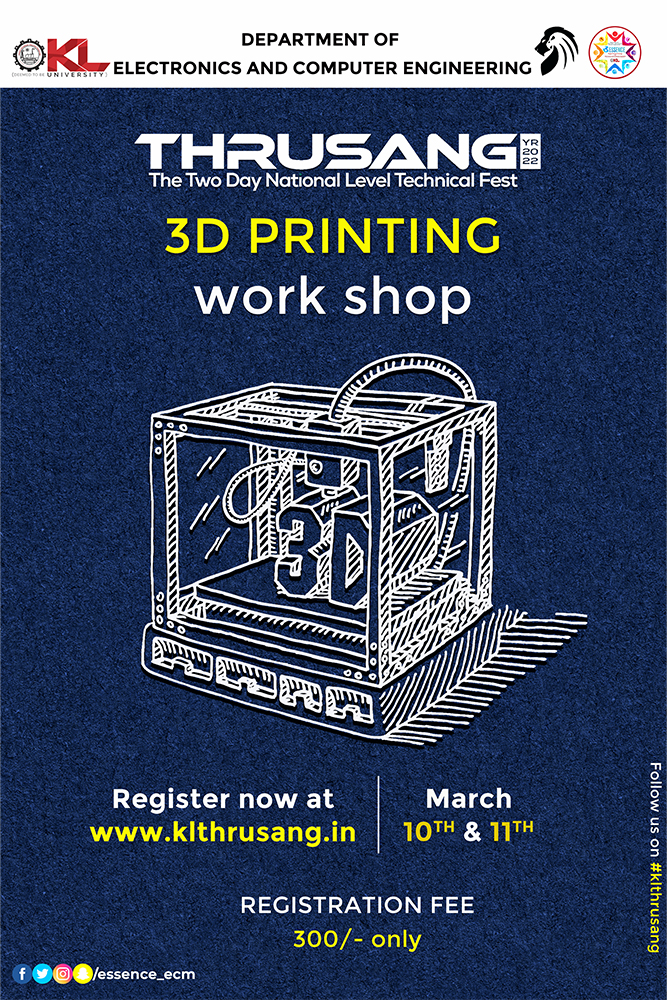 DEPARTMENT OF
ELECTRONICS AND COMPUTER ENGINEERING
KL
(DEEMED TO BE UNIVERSITY)
ESSENCE
THRUSANG YR 2022
The Two Day National Level Technical Fest
3D PRINTING
work shop
3D
Register now at
www.klthrusang.in
March
10TH & 11TH
REGISTRATION FEE
300/- only
Follow us on #klthrusang
/essence_ecm